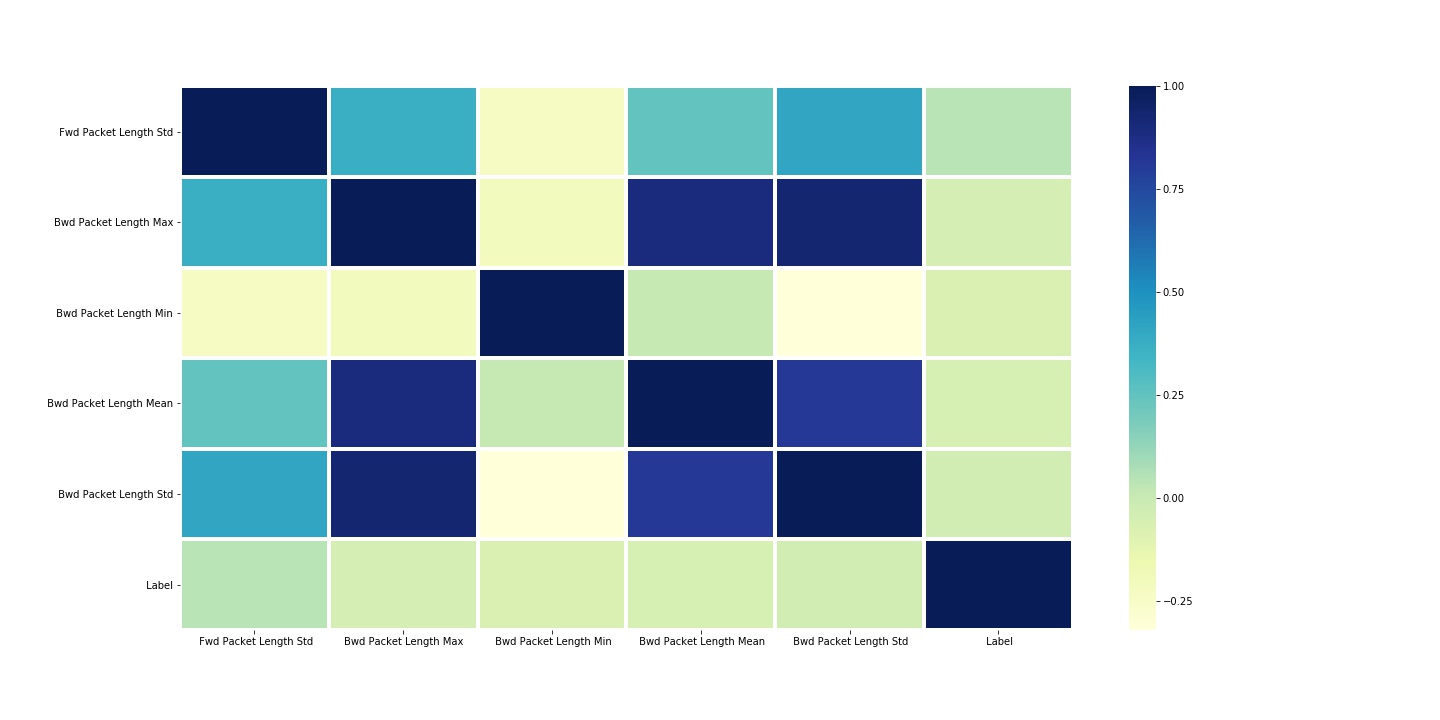 Fwd Packet Length Std
Bwd Packet Length Max
Bwd Packet Length Min
Bwd Packet Length Mean
Bwd Packet Length Std
Label
Fwd Packet Length Std Bwd Packet Length Max Bwd Packet Length Min Bwd Packet Length Mean Bwd Packet Length Std Label
1.00
0.75
0.50
0.25
0.00
−0.25